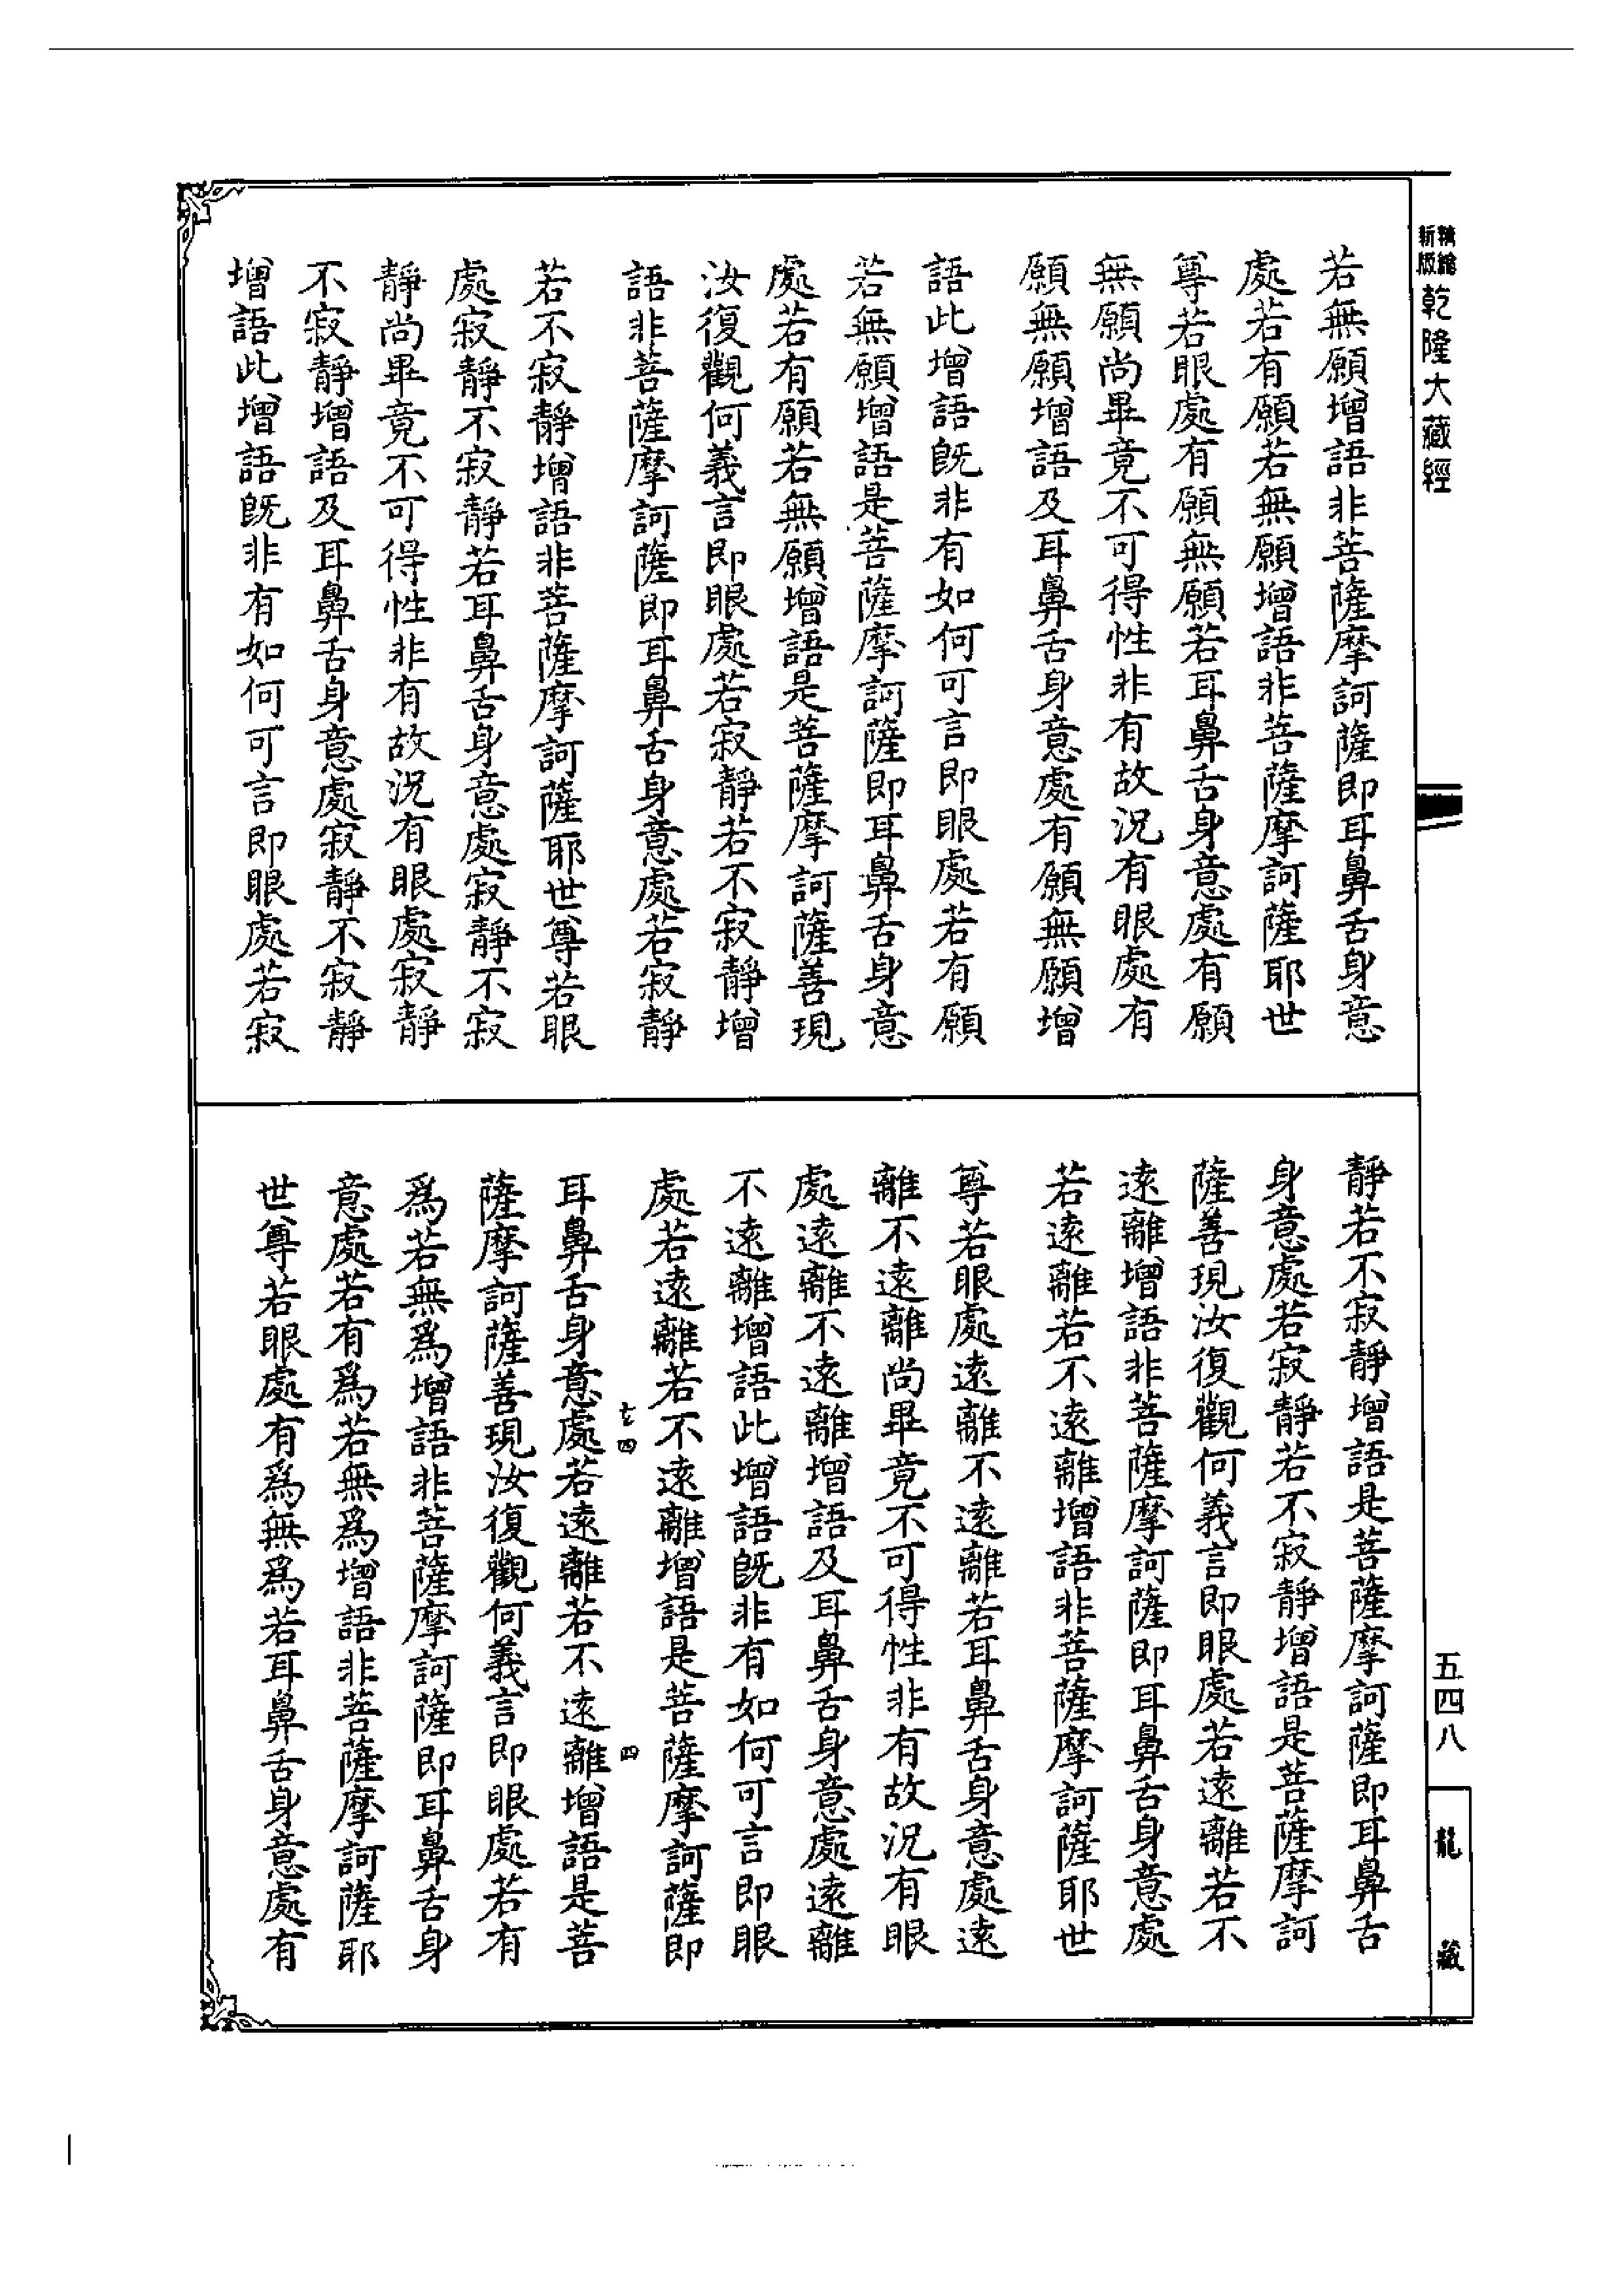 新版精縮乾隆大藏經
若無願增語非菩薩摩訶薩即耳鼻舌身意
處若有願若無願增語非菩薩摩訶薩耶世
尊若眼處有願無願若耳鼻舌身意處有願
無願尚畢竟不可得性非有故況有眼處有
願無願增語及耳鼻舌身意處有願無願增
語此增語旣非有如何可言即眼處若有願
若無願增語是菩薩摩訶薩即耳鼻舌身意
處若有願若無願增語是菩薩摩訶薩善現
汝復觀何義言即眼處若寂靜若不寂靜增
語非菩薩摩訶薩即耳鼻舌身意處若寂靜
若不寂靜增語非菩薩摩訶薩耶世尊若眼
處寂靜不寂靜若耳鼻舌身意處寂靜不寂
靜尚畢竟不可得性非有故況有眼處寂靜
不寂靜增語及耳鼻舌身意處寂靜不寂靜
增語此增語旣非有如何可言即眼處若寂
靜若不寂靜增語是菩薩摩訶薩即耳鼻舌
身意處若寂靜若不寂靜增語是菩薩摩訶
薩善現汝復觀何義言即眼處若遠離若不
遠離增語非菩薩摩訶薩即耳鼻舌身意處
若遠離若不遠離增語非菩薩摩訶薩耶世
尊若眼處遠離不遠離若耳鼻舌身意處遠
離不遠離尚畢竟不可得性非有故況有眼
處遠離不遠離增語及耳鼻舌身意處遠離
不遠離增語此增語旣非有如何可言即眼
處若遠離若不遠離增語是菩薩摩訶薩即
四
四
耳鼻舌身意處若遠離若不遠離增語是菩
薩摩訶薩善現汝復觀何義言即眼處若有
爲若無爲增語非菩薩摩訶薩即耳鼻舌身
意處若有爲若無爲增語非菩薩摩訶薩耶
世尊若眼處有爲無爲若耳鼻舌身意處有
五四八
龍藏